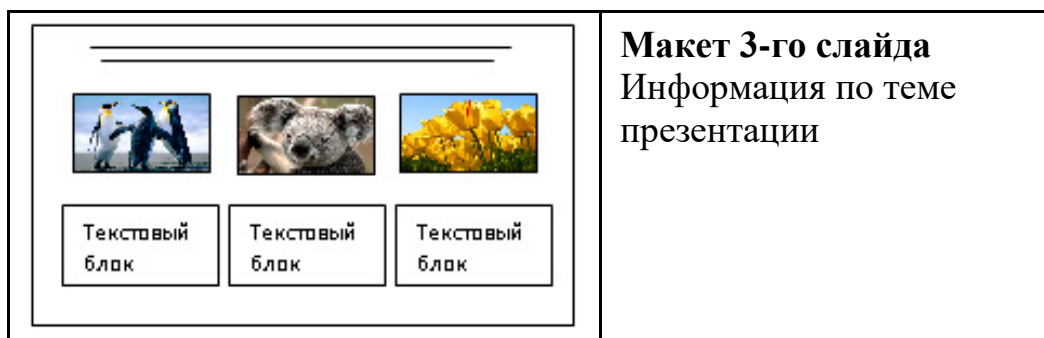 Макет 3-го слайда
Информация по теме
презентации
Текстовый
блок
Текстовый
блок
Текстовый
блок